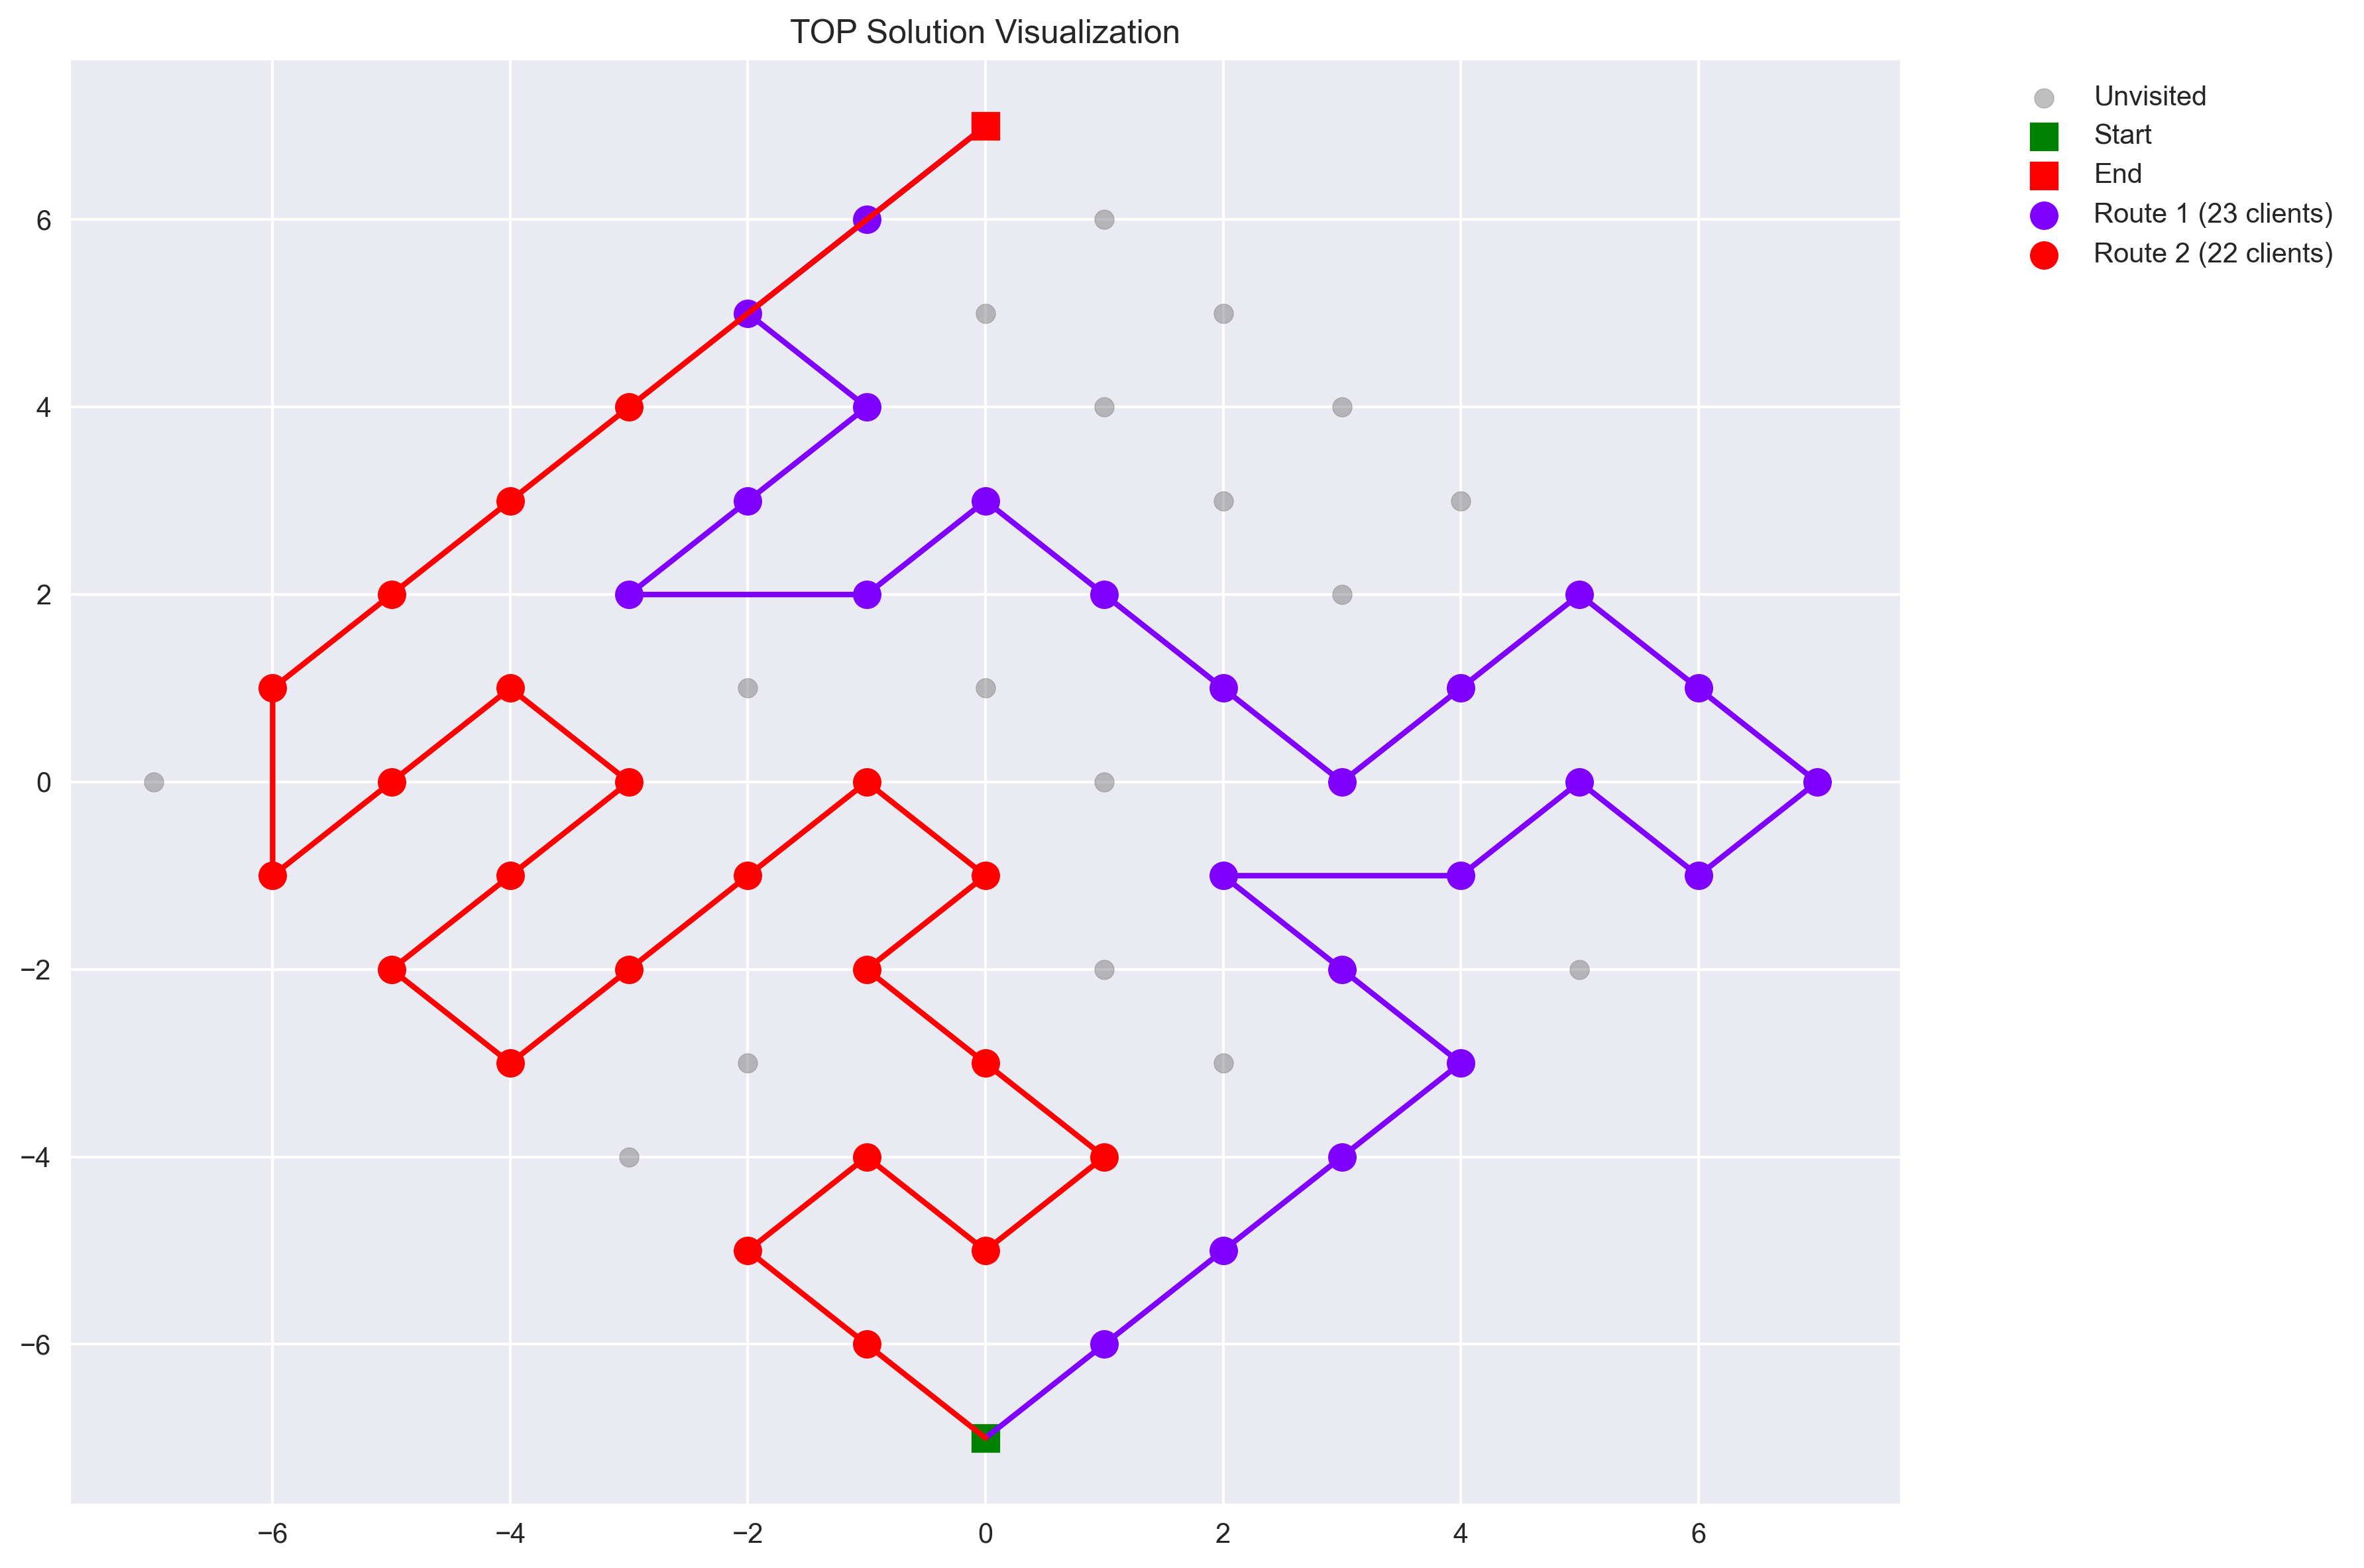 TOP Solution Visualization
Unvisited
Start
End
Route 1 (23 clients)
Route 2 (22 clients)
6
4
2
0
−2
−4
−6
−6 −4 −2 0 2 4 6